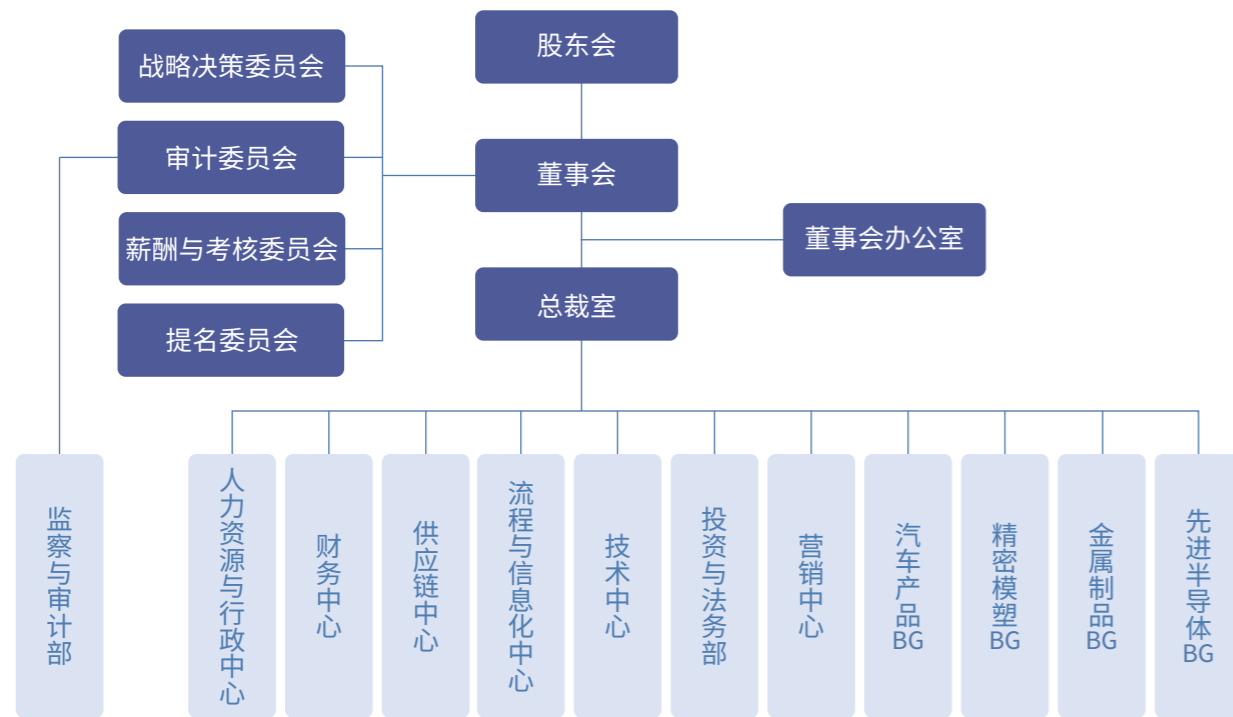 股东会
战略决策委员会
审计委员会
董事会
薪酬与考核委员会
董事会办公室
总裁室
提名委员会
监察与审计部
人力资源与行政中心
财务中心
供应链中心
流程与信息化中心
技术中心
投资与法务部
营销中心
汽车产品BG
精密模塑BG
金属制品BG
先进半导体BG